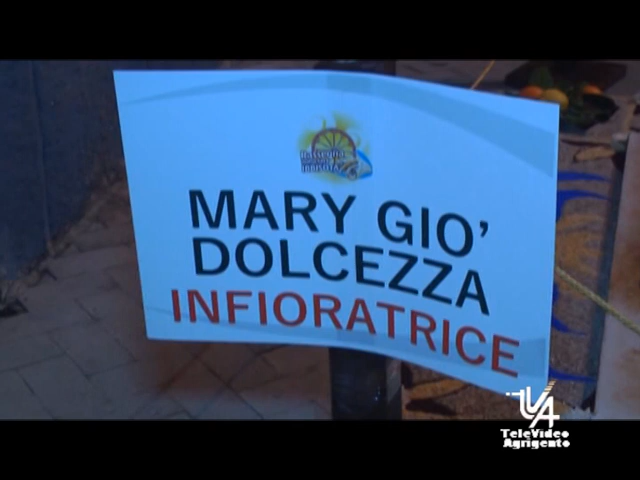 MARY GIO'
DOLCEZZA
INFIORATRICE
TeleVideo
Agrigento